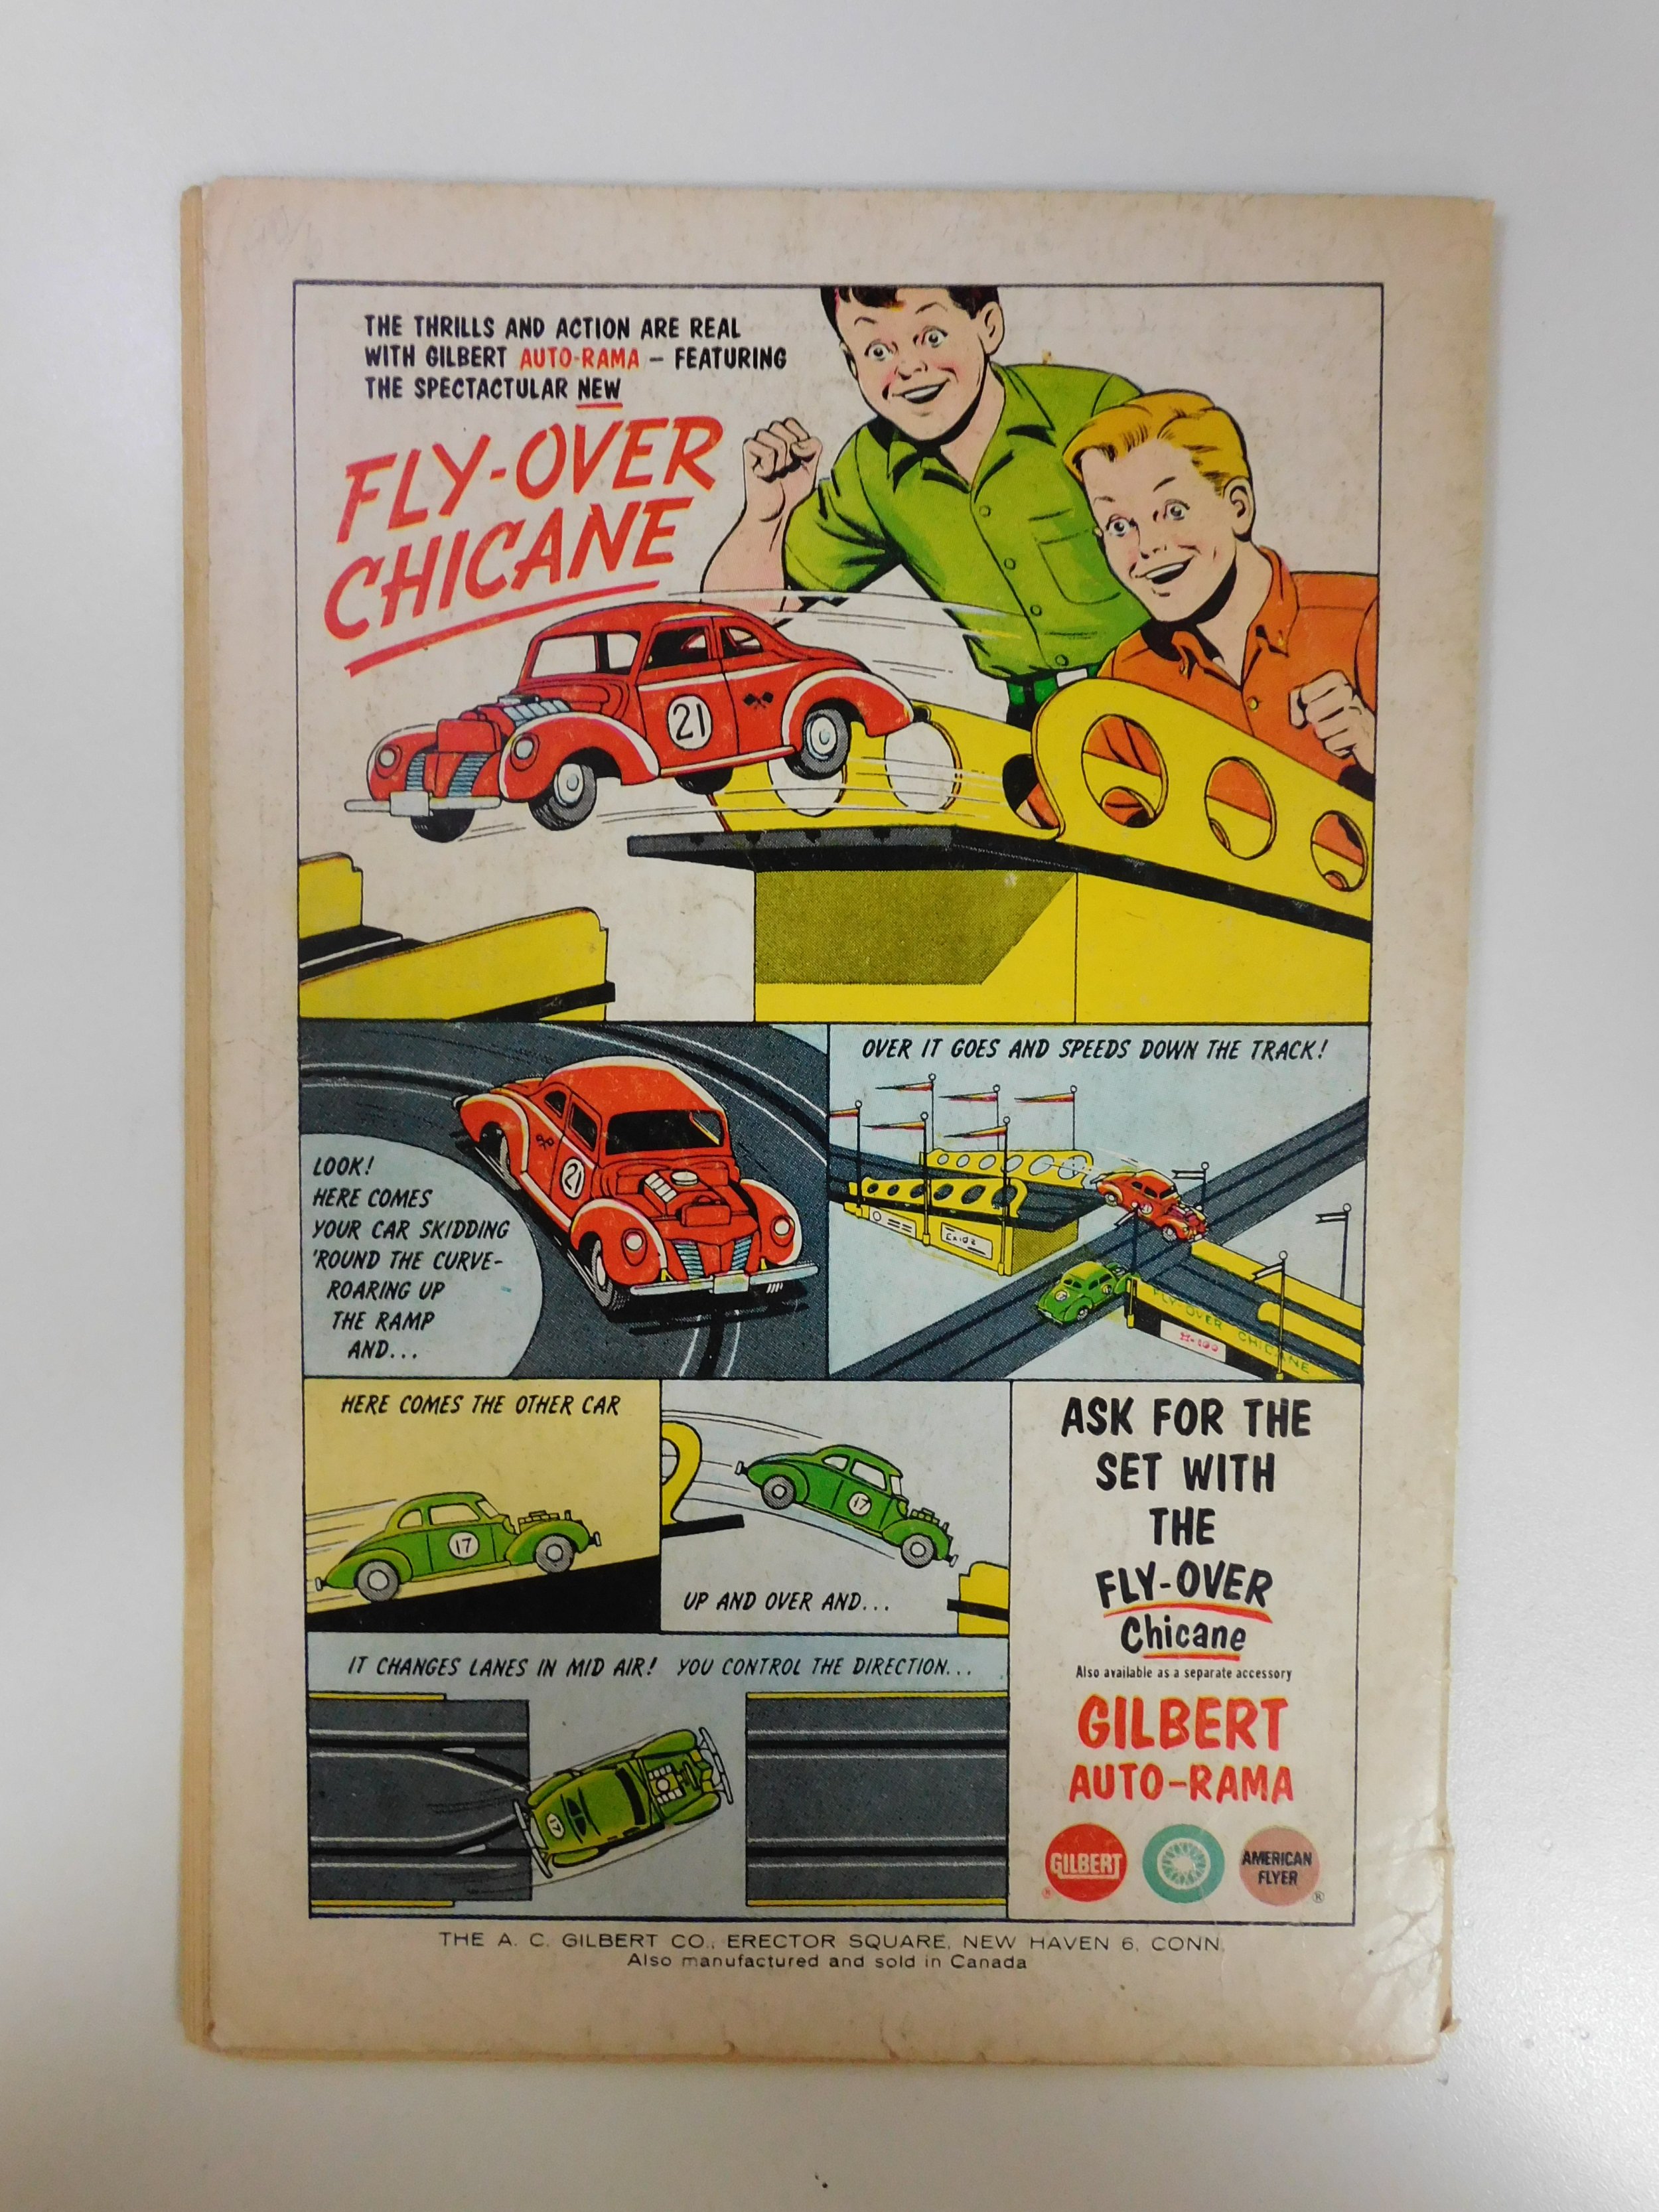 THE THRILLS AND ACTION ARE REAL
WITH GILBERT AUTO-RAMA – FEATURING
THE SPECTACTULAR NEW
FLY-OVER
CHICANE
21
LOOK!
HERE COMES
YOUR CAR SKIDDING
'ROUND THE CURVE-
ROARING UP
THE RAMP
AND...
21
OVER IT GOES AND SPEEDS DOWN THE TRACK!
FLY-OVER CHICANE
HERE COMES THE OTHER CAR
17
17
UP AND OVER AND...
IT CHANGES LANES IN MID AIR! YOU CONTROL THE DIRECTION...
17
ASK FOR THE
SET WITH
THE
FLY-OVER
Chicane
Also available as a separate accessory
GILBERT
AUTO-RAMA
GILBERT
®
AMERICAN
FLYER
®
THE A. C. GILBERT CO., ERECTOR SQUARE, NEW HAVEN 6, CONN.
Also manufactured and sold in Canada